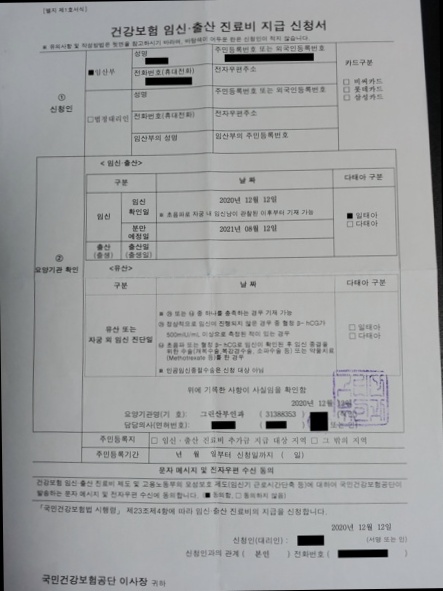 [별지 제1호서식]
건강보험 임신·출산 진료비 지급 신청서
※ 유의사항 및 작성방법은 뒷면을 참고하시기 바라며, 바탕색이 어두운 란은 신청인이 적지 않습니다.
① 신청인
■임산부
성명
주민등록번호 또는 외국인등록번호
전화번호(휴대전화)
전자우편주소
□법정대리인
성명
주민등록번호 또는 외국인등록번호
전화번호(휴대전화)
전자우편주소
임산부의 성명
임산부의 주민등록번호
카드구분
□ 비씨카드
□ 롯데카드
□ 삼성카드
② 요양기관 확인
<임신·출산>
구분 날 짜 다태아 구분
임신
임신 확인일
2020년 12월 12일
※ 초음파로 자궁 내 임신낭이 관찰된 이후부터 기재 가능
분만 예정일
2021년 08월 12일
출산 (출생)
출산일 (출생일)
■ 일태아
□ 다태아
<유산>
구분 날 짜 다태아 구분
유산 또는
자궁 외 임신 진단일
※ ㉮ 또는 ㉯ 중 하나를 충족하는 경우 기재 가능
㉮ 정상적으로 임신이 진행되지 않은 경우 중 혈청 β-hCG가
500mIU/mL 이상으로 측정된 적이 있는 경우
㉯ 초음파 또는 혈청 β-hCG로 임신이 확인된 후 임신 종결을
위한 수술(개복수술, 복강경수술, 소파수술 등) 또는 약물치료
(Methotrexate 등)를 한 경우
※ 인공임신중절수술은 신청 대상 아님
□ 일태아
□ 다태아
위에 기록한 사항이 사실임을 확인함
2020년 12월
요양기관명(기 호): ( 31388353 )
담당의사(면허번호):
주민등록지 □ 임신·출산 진료비 추가금 지급 대상 지역 □ 그 밖의 지역
주민등록기간 년 월 일부터 신청일까지 ( 일)
문자 메시지 및 전자우편 수신 동의
건강보험 임신·출산 진료비 제도 및 고용노동부의 모성보호 제도(임신기 근로시간단축 등)에 대하여 국민건강보험공단이
발송하는 문자 메시지 및 전자우편 수신에 동의합니다. (■ 동의함, □ 동의하지 않음)
「국민건강보험법 시행령」 제23조제4항에 따라 임신·출산 진료비의 지급을 신청합니다.
2020년 12월 12일
신청인(대리인) : (서명 또는 인)
신청인과의 관계 ( 본인 ) 전화번호 ( )
국민건강보험공단 이사장 귀하